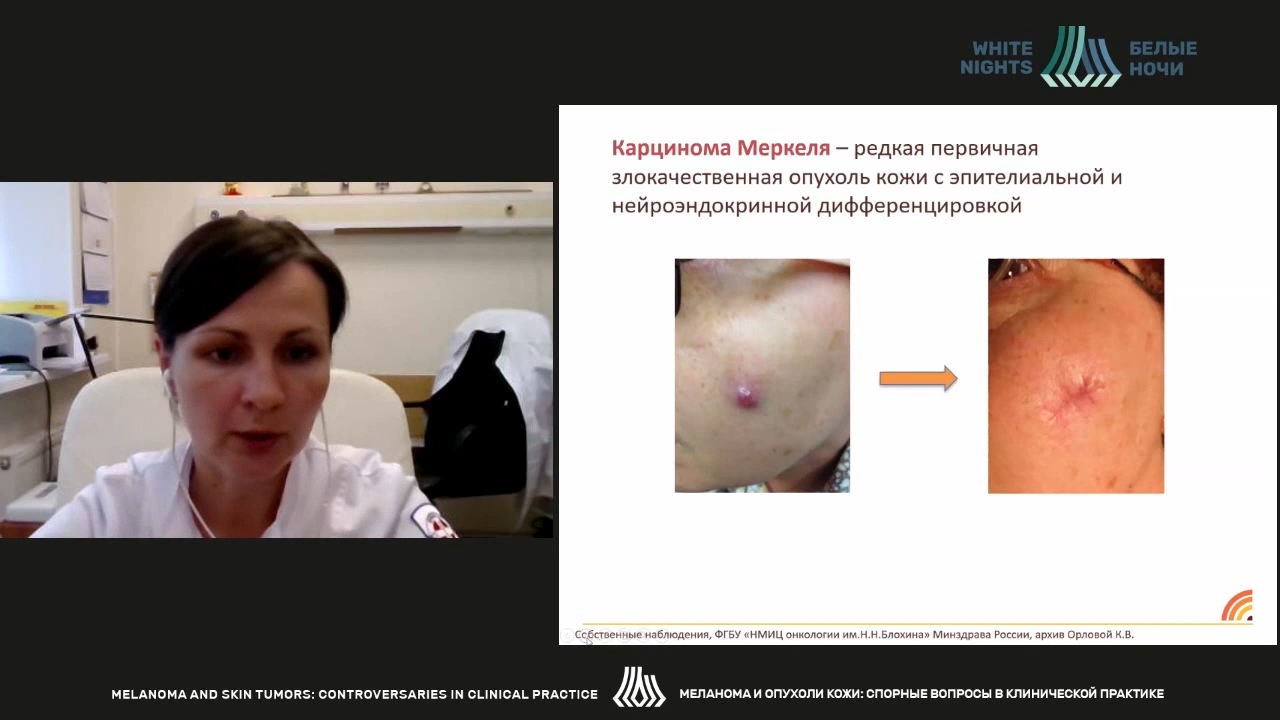 WHITE
NIGHTS
БЕЛЫЕ
НОЧИ
Карцинома Меркеля – редкая первичная
злокачественная опухоль кожи с эпителиальной и
нейроэндокринной дифференцировкой
Собственные наблюдения, ФГБУ «НМИЦ онкологии им.Н.Н.Блохина» Минздрава России, архив Орловой К.В.
MELANOMA AND SKIN TUMORS: CONTROVERSARIES IN CLINICAL PRACTICE
МЕЛАНОМА И ОПУХОЛИ КОЖИ: СПОРНЫЕ ВОПРОСЫ В КЛИНИЧЕСКОЙ ПРАКТИКЕ